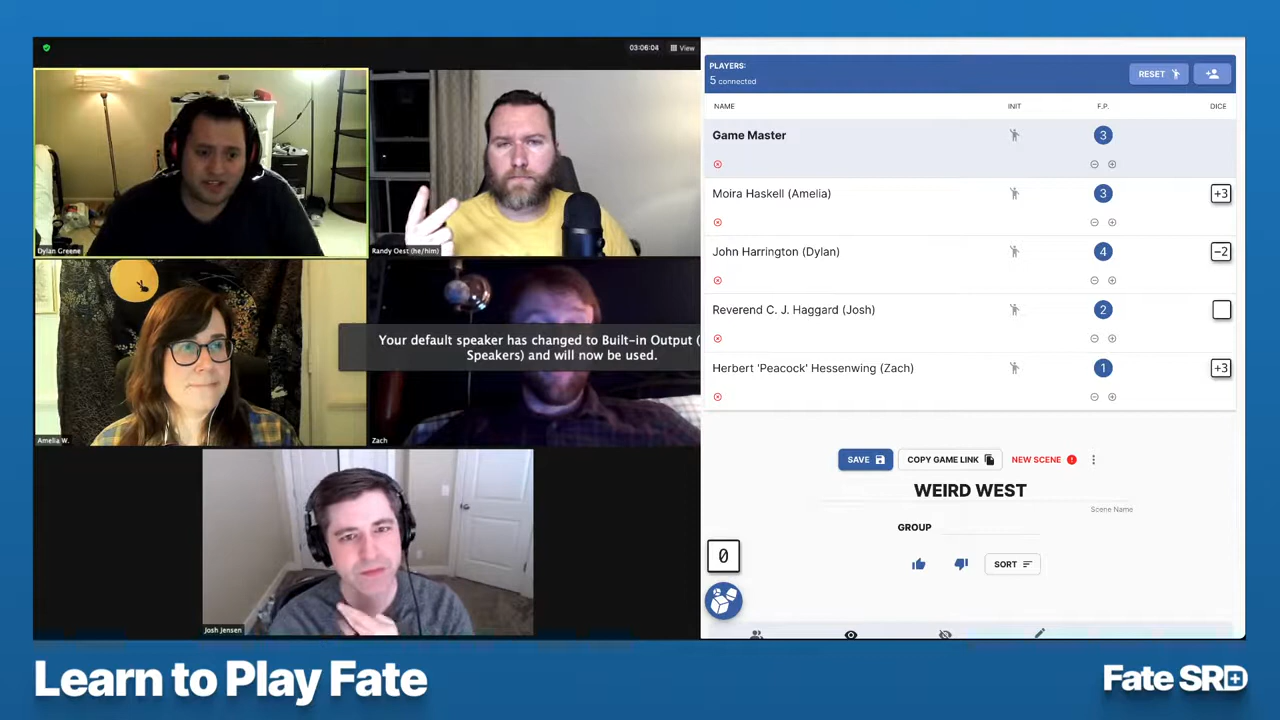 03:06:04
View
Dylan Greene
Randy Oest (he/him)
Amelia W.
Your default speaker has changed to Built-in Output (
Speakers) and will now be used.
Zach
Josh Jensen
PLAYERS:
5 connected
RESET
NAME
INIT
F.P.
DICE
Game Master
3
Moira Haskell (Amelia)
3
+3
John Harrington (Dylan)
4
−2
Reverend C. J. Haggard (Josh)
2
Herbert 'Peacock' Hessenwing (Zach)
1
+3
SAVE
COPY GAME LINK
NEW SCENE
WEIRD WEST
Scene Name
GROUP
0
SORT
Learn to Play Fate
Fate SRD